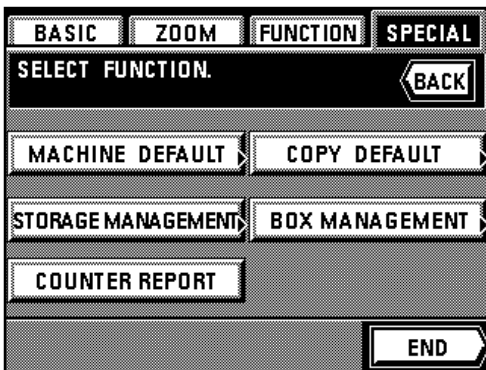 BASIC ZOOM FUNCTION SPECIAL
SELECT FUNCTION.
BACK
MACHINE DEFAULT COPY DEFAULT
STORAGE MANAGEMENT BOX MANAGEMENT
COUNTER REPORT
END